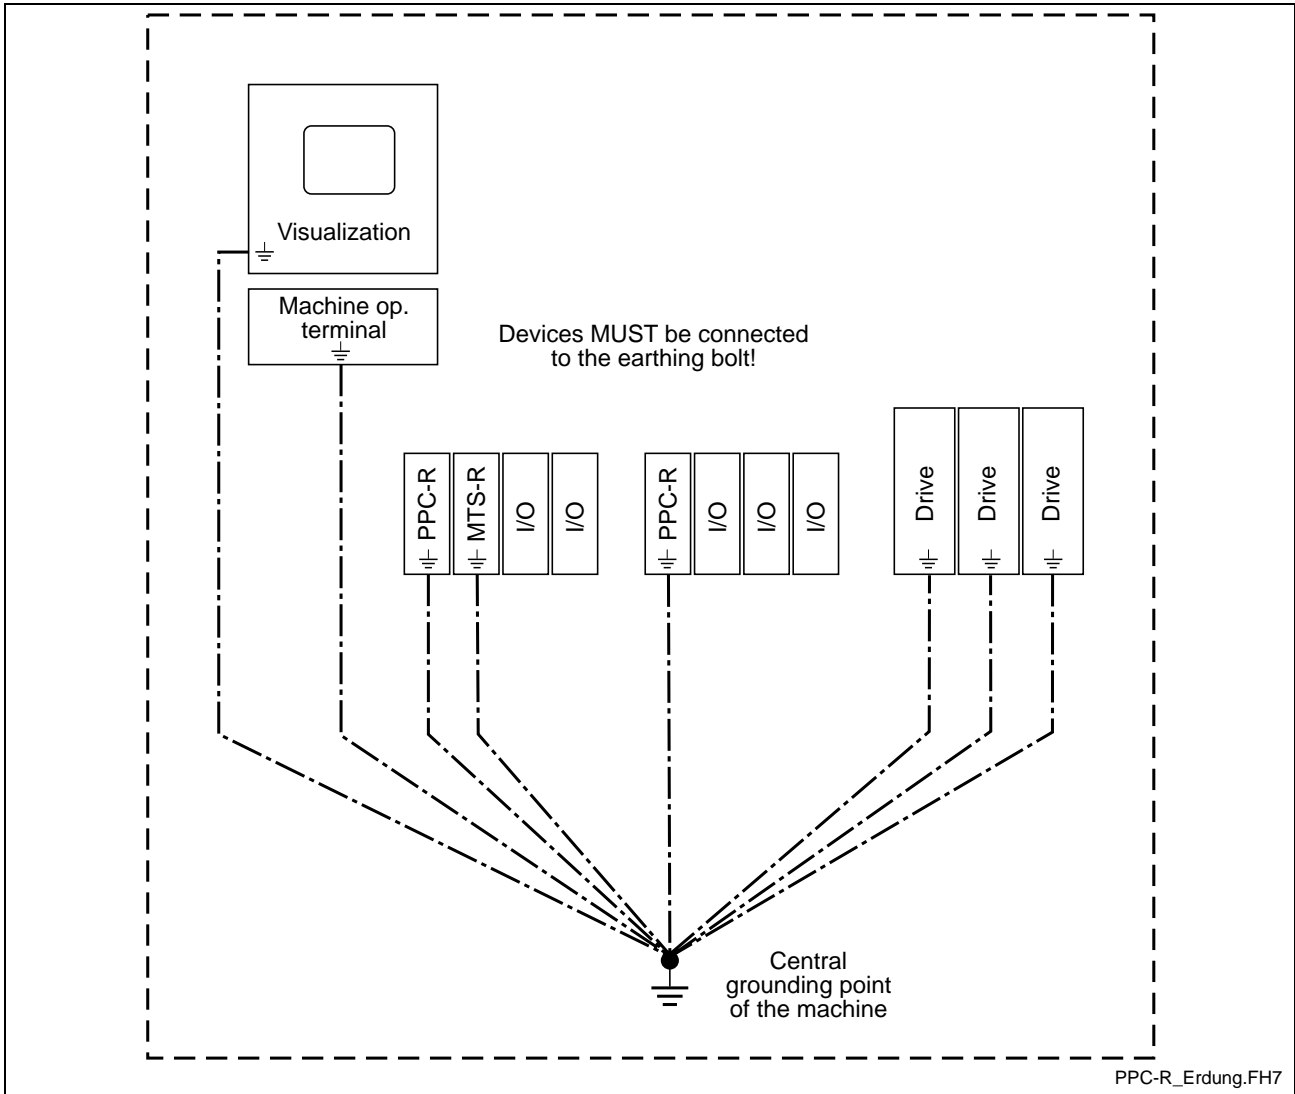 Visualization
Machine op.
terminal
Devices MUST be connected
to the earthing bolt!
PPC-R
MTS-R
I/O
I/O
PPC-R
I/O
I/O
I/O
Drive
Drive
Drive
Central
grounding point
of the machine
PPC-R_Erdung.FH7